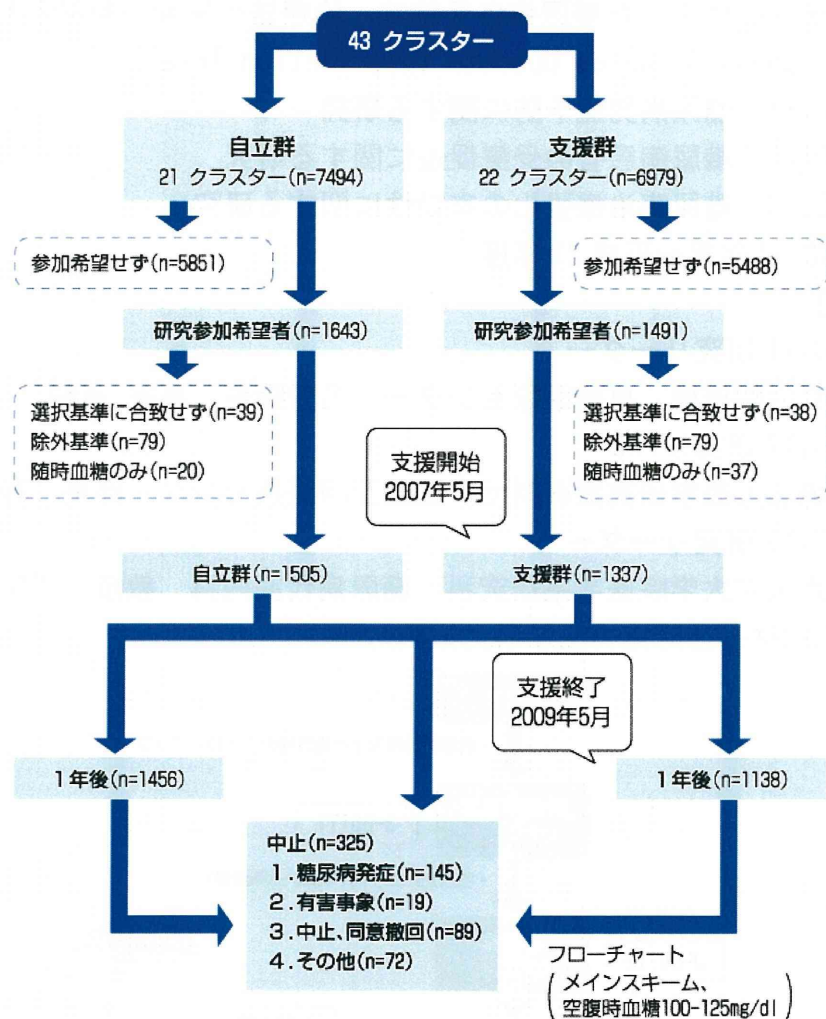 43 クラスター
自立群
21 クラスター(n=7494)
支援群
22 クラスター(n=6979)
参加希望せず(n=5851)
参加希望せず(n=5488)
研究参加希望者(n=1643)
研究参加希望者(n=1491)
選択基準に合致せず(n=39)
除外基準(n=79)
随時血糖のみ(n=20)
選択基準に合致せず(n=38)
除外基準(n=79)
随時血糖のみ(n=37)
支援開始
2007年5月
自立群(n=1505)
支援群(n=1337)
支援終了
2009年5月
1年後(n=1456)
1年後(n=1138)
中止(n=325)
1.糖尿病発症(n=145)
2.有害事象(n=19)
3.中止、同意撤回(n=89)
4.その他(n=72)
フローチャート
(メインスキーム、
空腹時血糖100-125mg/dl)